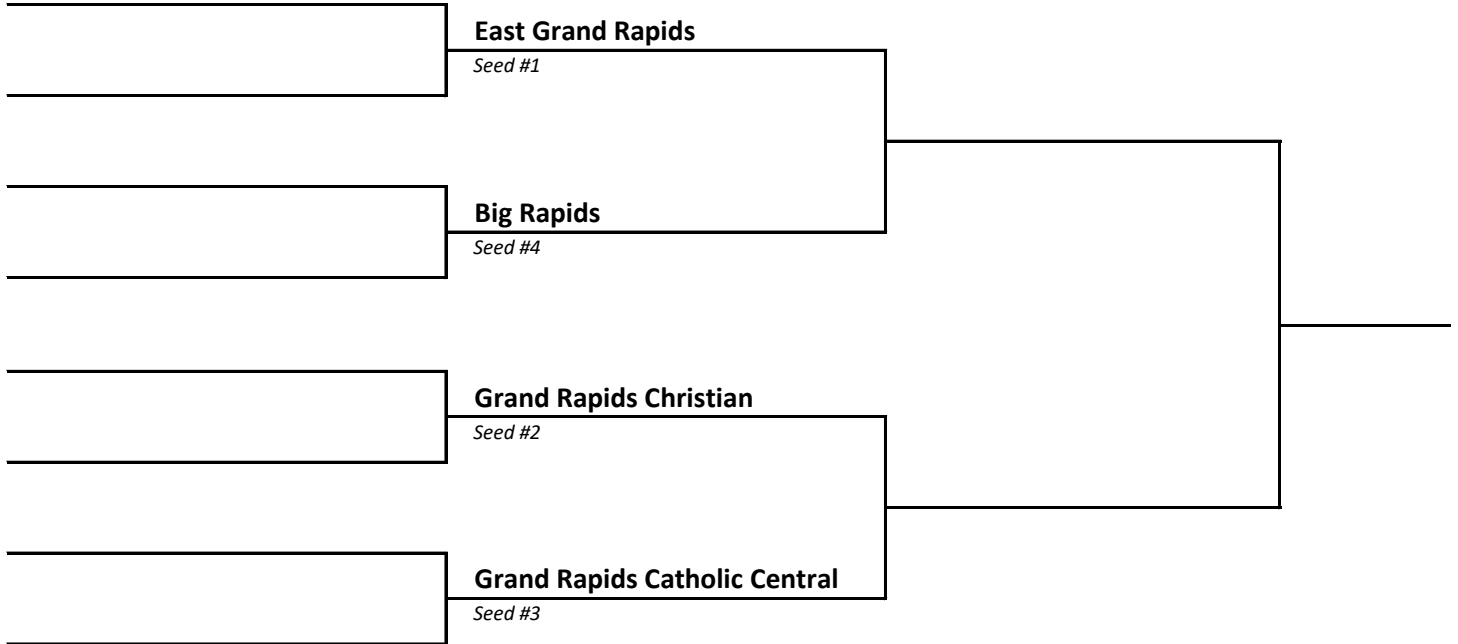 East Grand Rapids
Seed #1
Big Rapids
Seed #4
Grand Rapids Christian
Seed #2
Grand Rapids Catholic Central
Seed #3